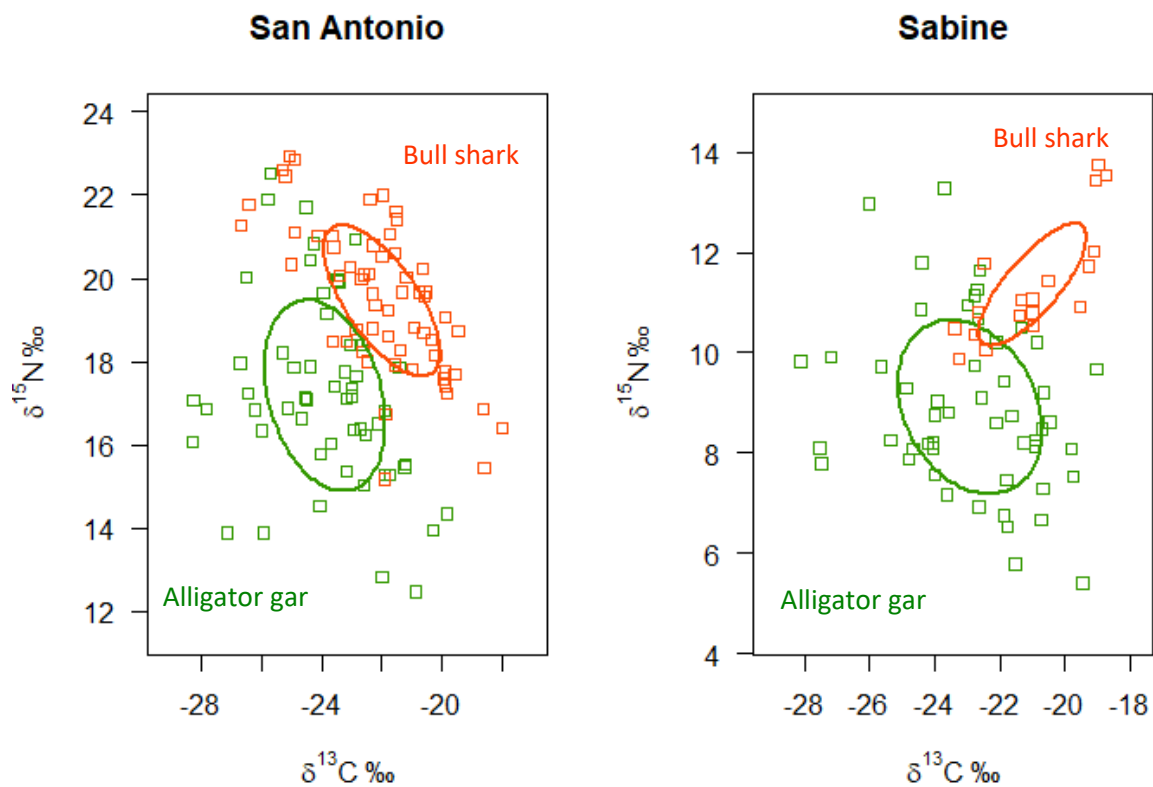 San Antonio
24
22
20
18
16
14
12
δ15N ‰
Bull shark
Alligator gar
-28
-24
-20
δ13C ‰
Sabine
14
12
10
8
6
4
δ15N ‰
Bull shark
Alligator gar
-28 -26 -24 -22 -20 -18
δ13C ‰